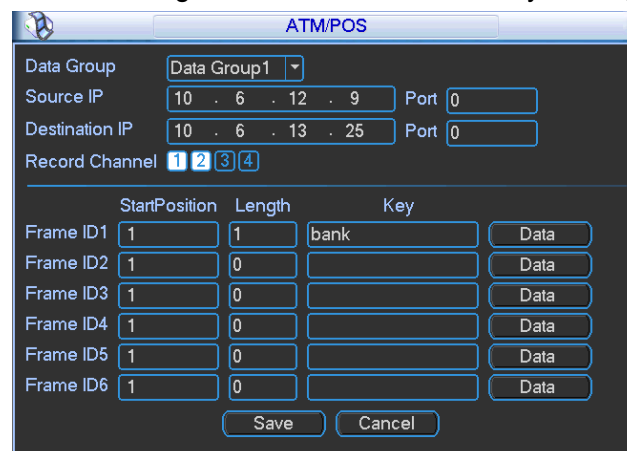 ATM/POS
Data Group Data Group1
Source IP 10 . 6 . 12 . 9 Port 0
Destination IP 10 . 6 . 13 . 25 Port 0
Record Channel 1 2 3 4
StartPosition Length Key
Frame ID1 1 1 bank Data
Frame ID2 1 0 Data
Frame ID3 1 0 Data
Frame ID4 1 0 Data
Frame ID5 1 0 Data
Frame ID6 1 0 Data
Save Cancel